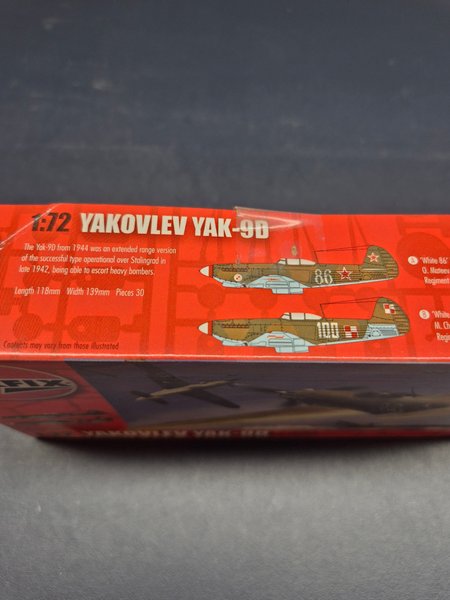 1:72 YAKOVLEV YAK-9D
The Yak-9D from 1944 was an extended range version
of the successful type operational over Stalingrad in
late 1942, being able to escort heavy bombers.
Length 118mm Width 139mm Pieces 30
Contents may vary from those illustrated
86
100
A 'White 86'
Regiment
B 'White
YAKOVLEV YAK-9D